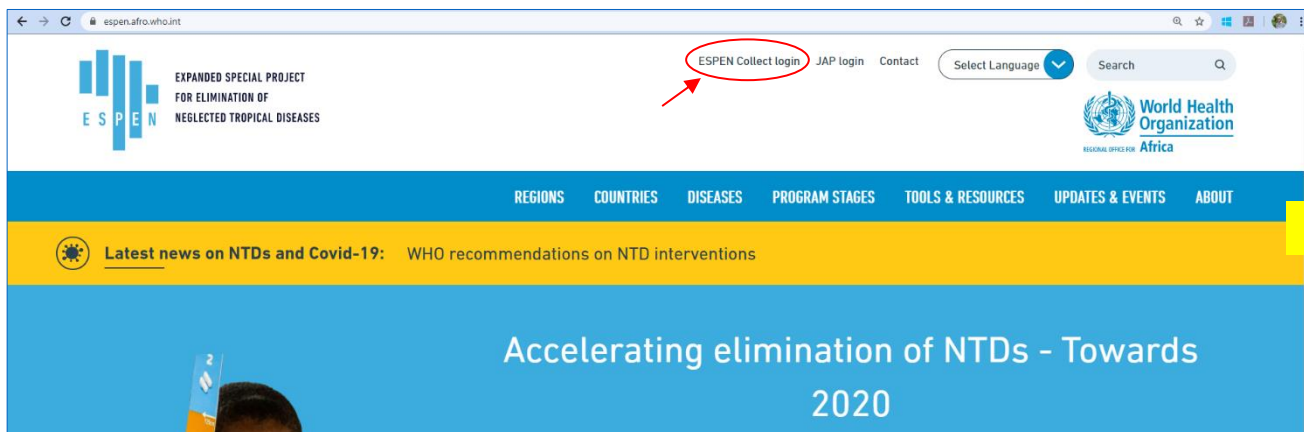 espen.afro.who.int
ESPEN Collect login JAP login Contact Select Language Search
EXPANDED SPECIAL PROJECT
FOR ELIMINATION OF
NEGLECTED TROPICAL DISEASES
ESPEN
World Health
Organization
REGIONAL OFFICE FOR Africa
REGIONS COUNTRIES DISEASES PROGRAM STAGES TOOLS & RESOURCES UPDATES & EVENTS ABOUT
Latest news on NTDs and Covid-19: WHO recommendations on NTD interventions
Accelerating elimination of NTDs - Towards
2020
2